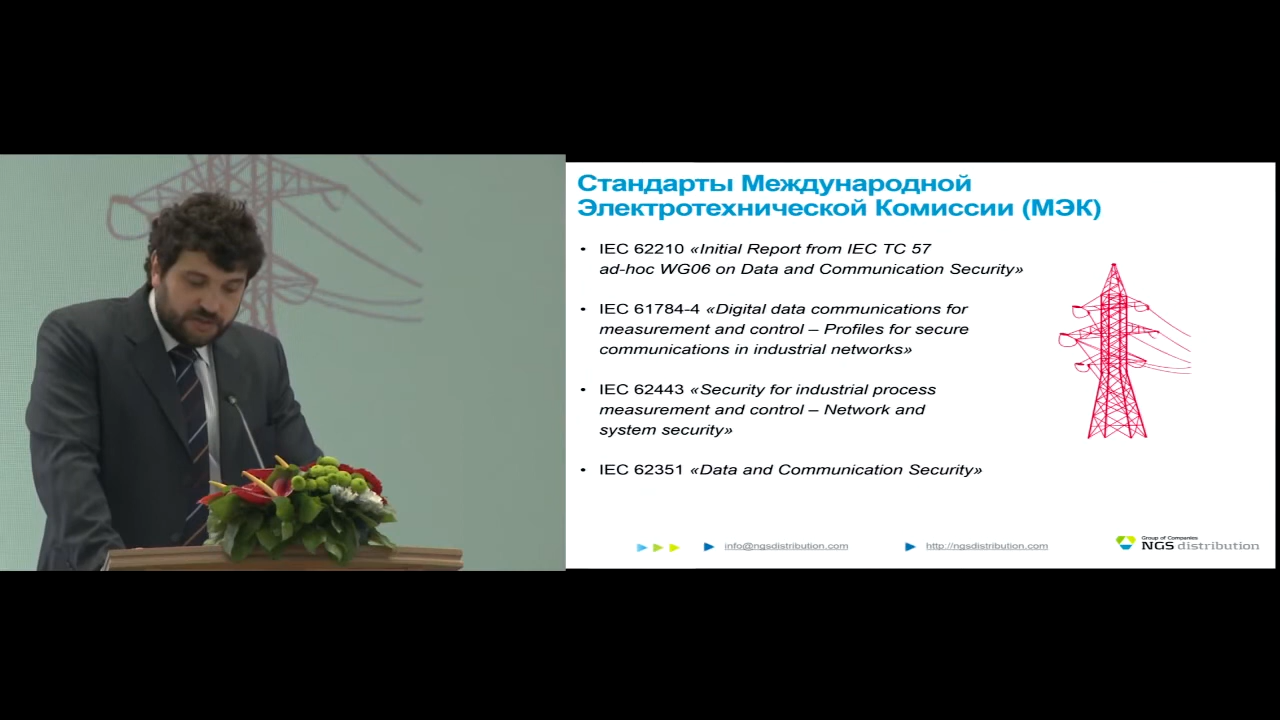 Стандарты Международной
Электротехнической Комиссии (МЭК)
• IEC 62210 «Initial Report from IEC TC 57
ad-hoc WG06 on Data and Communication Security»
• IEC 61784-4 «Digital data communications for
measurement and control – Profiles for secure
communications in industrial networks»
• IEC 62443 «Security for industrial process
measurement and control – Network and
system security»
• IEC 62351 «Data and Communication Security»
info@ngsdistribution.com
http://ngsdistribution.com
Group of Companies
NGS distribution